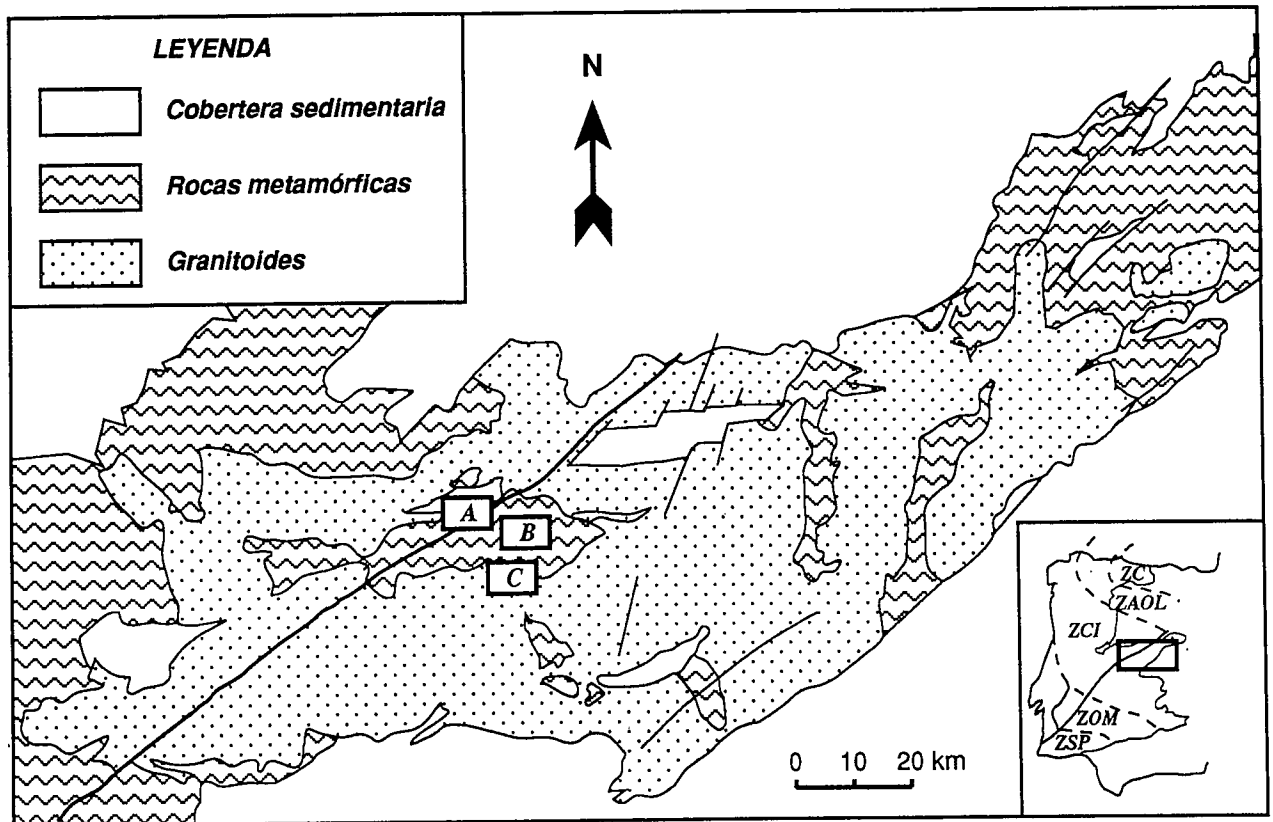 LEYENDA
Cobertera sedimentaria
Rocas metamórficas
Granitoides
N
A
B
C
0 10 20 km
ZC
ZAOL
ZCI
ZOM
ZSP